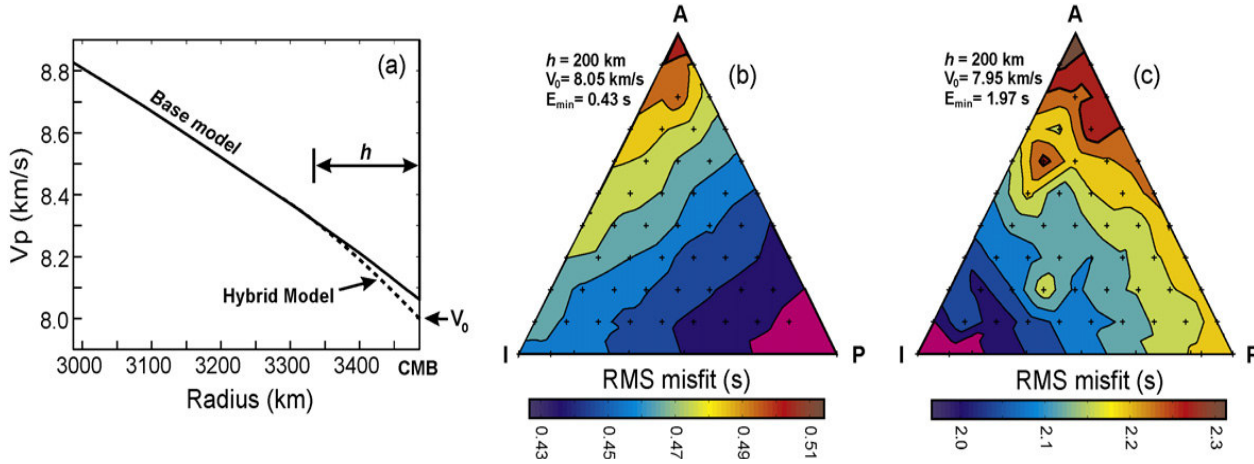 (a)
Base model
h
Hybrid Model
V₀
Vp (km/s)
8.8
8.6
8.4
8.2
8.0
3000 3100 3200 3300 3400 CMB
Radius (km)
A
h = 200 km
V₀ = 8.05 km/s
Eₘᵢₙ= 0.43 s
(b)
I P
RMS misfit (s)
0.43 0.45 0.47 0.49 0.51
A
h = 200 km
V₀ = 7.95 km/s
Eₘᵢₙ= 1.97 s
(c)
I P
RMS misfit (s)
2.0 2.1 2.2 2.3